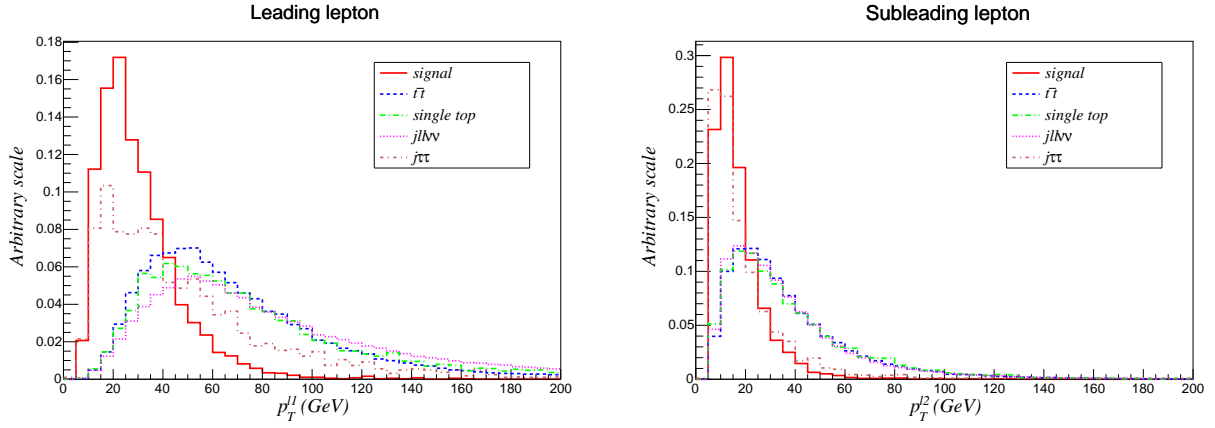 Leading lepton
0.18
0.16
0.14
0.12
0.1
0.08
0.06
0.04
0.02
0
Arbitrary scale
signal
t̄t
single top
jllνν
jττ
0 20 40 60 80 100 120 140 160 180 200
p_T^l1 (GeV)
Subleading lepton
0.3
0.25
0.2
0.15
0.1
0.05
0
Arbitrary scale
signal
t̄t
single top
jllνν
jττ
0 20 40 60 80 100 120 140 160 180 200
p_T^l2 (GeV)